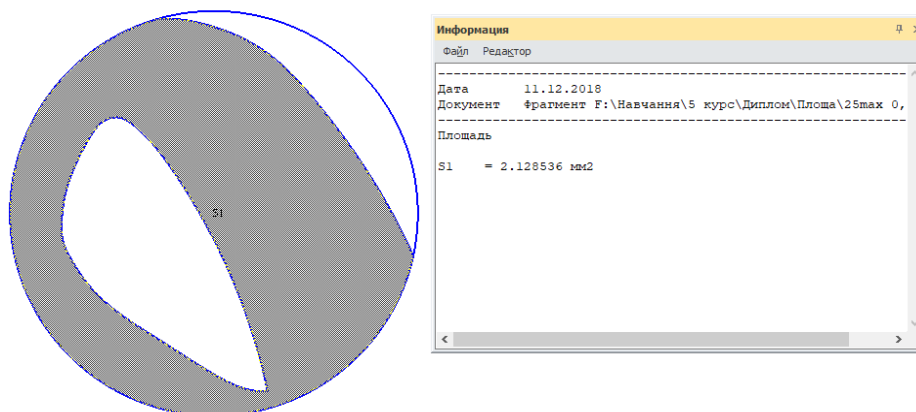 S1
Информация
Файл Редактор
Дата 11.12.2018
Документ Фрагмент F:\Навчання\5 курс\Диплом\Площа\25max 0,
Площадь
S1 = 2.128536 мм2